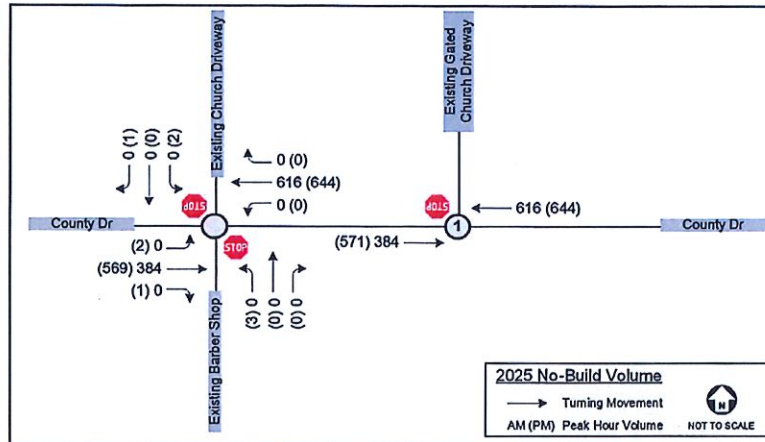 Existing Church Driveway
Existing Gated
Church Driveway
0 (1)
0 (0)
0 (2)
0 (0)
616 (644)
0 (0)
STOP
County Dr
(2) 0
(569) 384
(1) 0
STOP
(3) 0
(0) 0
(0) 0
Existing Barber Shop
STOP
616 (644)
1
(571) 384
County Dr
2025 No-Build Volume
Turning Movement
AM (PM) Peak Hour Volume
N
NOT TO SCALE